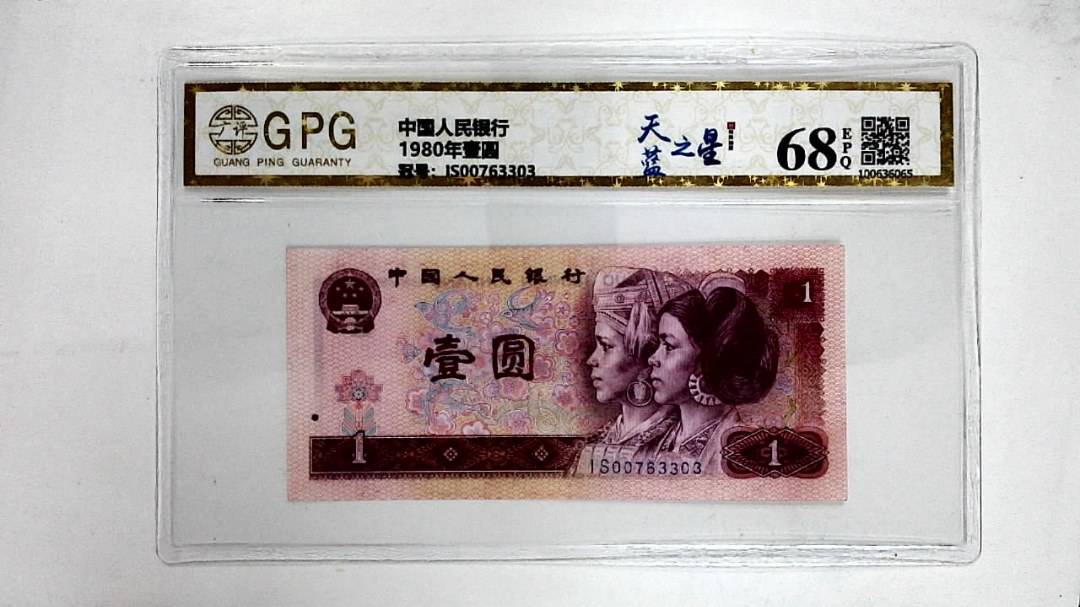 广评
GPG
GUANG PING GUARANTY
中国人民银行
1980年壹圆
冠号: IS00763303
天蓝之星
68
EPQ
100636065
中国人民银行
壹圆
1
1
1
IS00763303